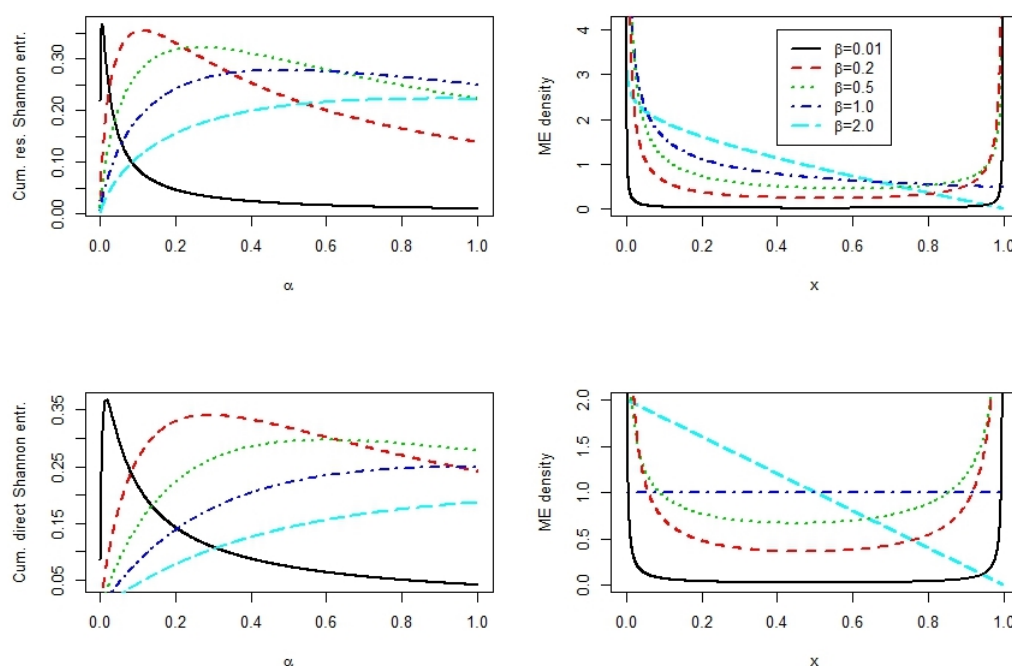 Cum. res. Shannon entr.
0.30
0.20
0.10
0.00
0.0 0.2 0.4 0.6 0.8 1.0
α
ME density
4
3
2
1
0
0.0 0.2 0.4 0.6 0.8 1.0
x
β=0.01
β=0.2
β=0.5
β=1.0
β=2.0
Cum. direct Shannon entr.
0.35
0.25
0.15
0.05
0.0 0.2 0.4 0.6 0.8 1.0
α
ME density
2.0
1.5
1.0
0.5
0.0
0.0 0.2 0.4 0.6 0.8 1.0
x